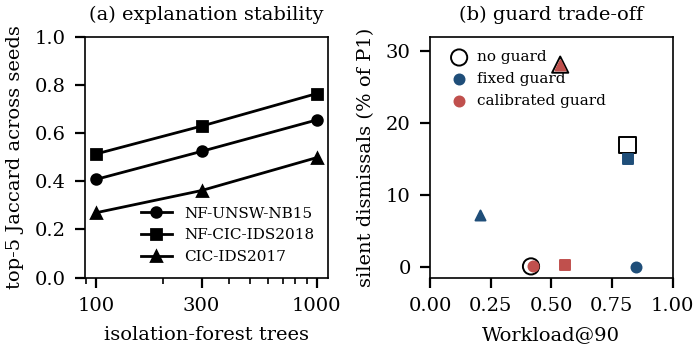 (a) explanation stability
top-5 Jaccard across seeds
1.0
0.8
0.6
0.4
0.2
0.0
NF-UNSW-NB15
NF-CIC-IDS2018
CIC-IDS2017
100
300
1000
isolation-forest trees
(b) guard trade-off
silent dismissals (% of P1)
30
20
10
0
no guard
fixed guard
calibrated guard
0.00
0.25
0.50
0.75
1.00
Workload@90